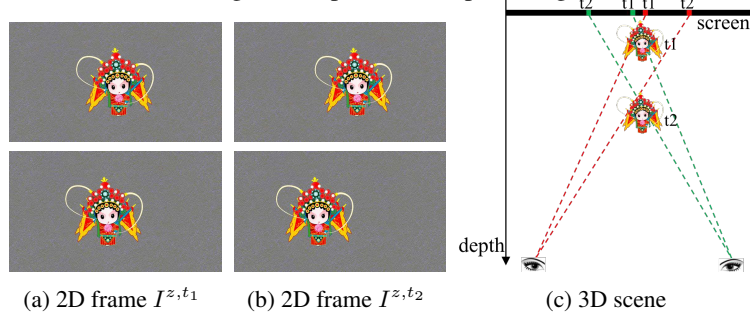 t2 t1 t1 t2
screen
t1
t2
depth
(a) 2D frame I^{z,t_1} (b) 2D frame I^{z,t_2} (c) 3D scene